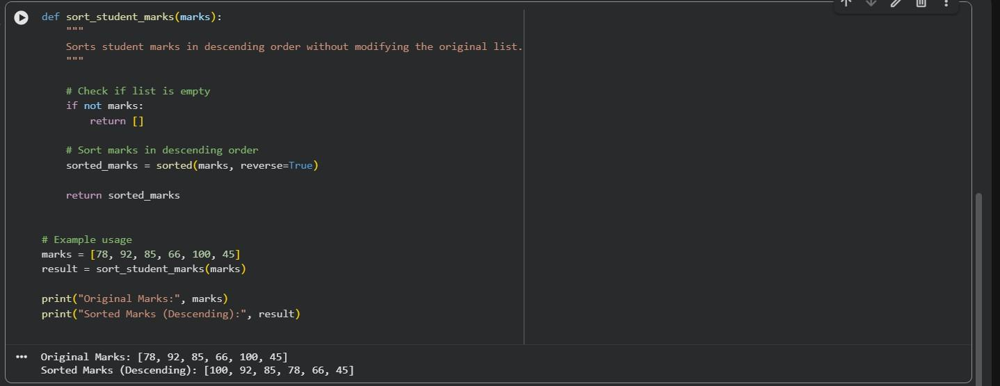 def sort_student_marks(marks):
    """
    Sorts student marks in descending order without modifying the original list.
    """
    # Check if list is empty
    if not marks:
        return []
    # Sort marks in descending order
    sorted_marks = sorted(marks, reverse=True)
    return sorted_marks
# Example usage
marks = [78, 92, 85, 66, 100, 45]
result = sort_student_marks(marks)
print("Original Marks:", marks)
print("Sorted Marks (Descending):", result)
Original Marks: [78, 92, 85, 66, 100, 45]
Sorted Marks (Descending): [100, 92, 85, 78, 66, 45]